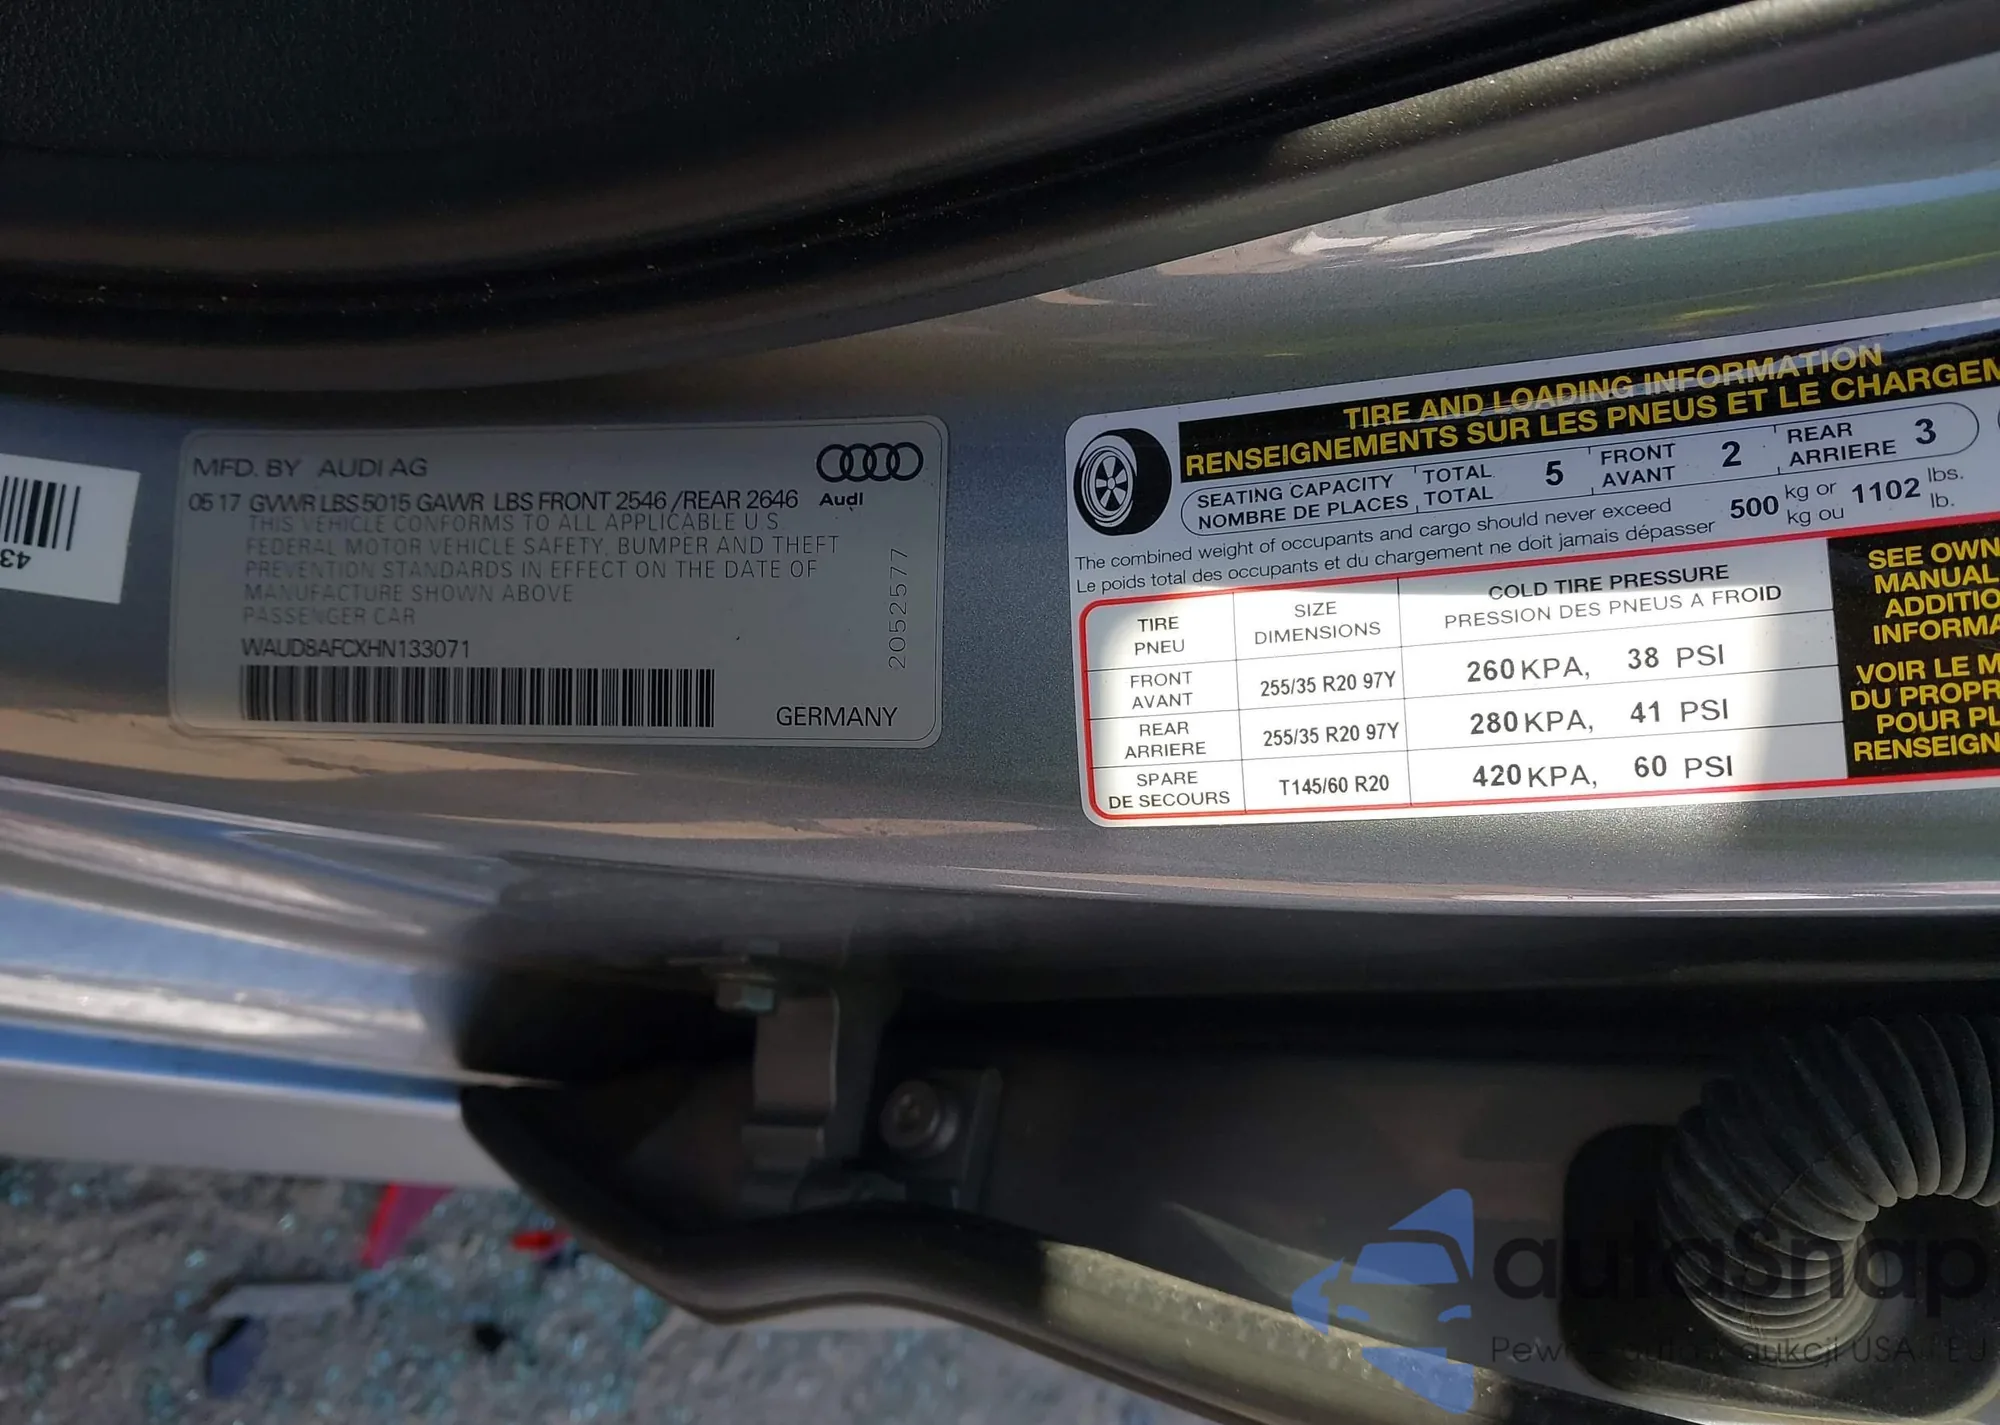 43
MFD. BY AUDI AG
Audi
05 17 GVWR LBS 5015 GAWR LBS FRONT 2546 /REAR 2646
THIS VEHICLE CONFORMS TO ALL APPLICABLE U.S.
FEDERAL MOTOR VEHICLE SAFETY, BUMPER AND THEFT
PREVENTION STANDARDS IN EFFECT ON THE DATE OF
MANUFACTURE SHOWN ABOVE
PASSENGER CAR
WAUD8AFCXHN133071
GERMANY
2052577
TIRE AND LOADING INFORMATION
RENSEIGNEMENTS SUR LES PNEUS ET LE CHARGEM
SEATING CAPACITY TOTAL 5 FRONT 2 REAR 3
NOMBRE DE PLACES TOTAL AVANT ARRIERE
The combined weight of occupants and cargo should never exceed 500 kg or 1102 lbs.
Le poids total des occupants et du chargement ne doit jamais dépasser kg ou lb.
TIRE SIZE COLD TIRE PRESSURE
PNEU DIMENSIONS PRESSION DES PNEUS A FROID
FRONT 255/35 R20 97Y 260 KPA, 38 PSI
AVANT
REAR 255/35 R20 97Y 280 KPA, 41 PSI
ARRIERE
SPARE T145/60 R20 420 KPA, 60 PSI
DE SECOURS
SEE OWN
MANUAL
ADDITIO
INFORMA
VOIR LE M
DU PROPR
POUR PL
RENSEIGN
autaSnap
aukcji USA EU